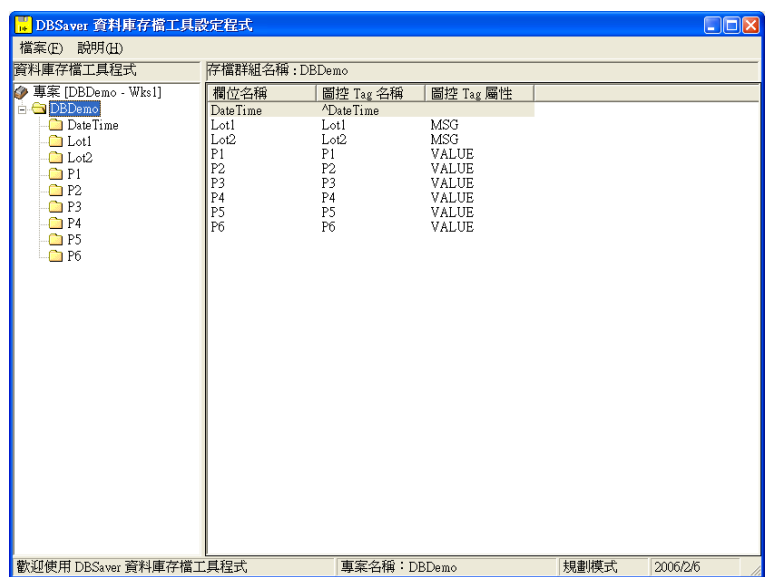 DBSaver 資料庫存檔工具設定程式
檔案(F) 說明(H)
資料庫存檔工具程式
存檔群組名稱 : DBDemo
專案 [DBDemo - Wks1]
DBDemo
DateTime
Lot1
Lot2
P1
P2
P3
P4
P5
P6
欄位名稱 圖控 Tag 名稱 圖控 Tag 屬性
DateTime ^DateTime
Lot1 Lot1 MSG
Lot2 Lot2 MSG
P1 P1 VALUE
P2 P2 VALUE
P3 P3 VALUE
P4 P4 VALUE
P5 P5 VALUE
P6 P6 VALUE
歡迎使用 DBSaver 資料庫存檔工具程式 專案名稱：DBDemo 規劃模式 2006/2/6